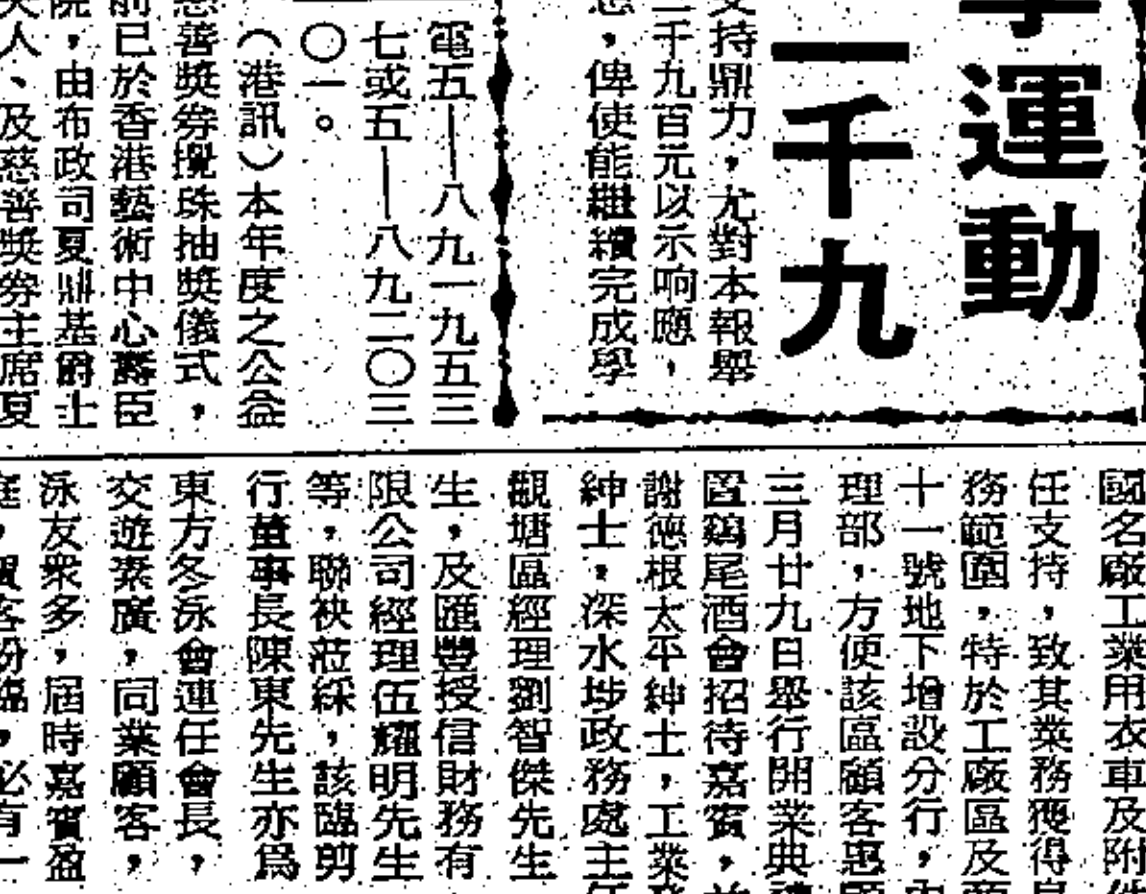 運動
一千九
支持鼎力，尤對本報舉
二千九百元以示响應，
，俾使能繼續完成學
電五—八九一九五三
七或五—八九二〇三
〇一。
（港訊）本年度之公益
慈善獎券攪珠抽獎儀式，
前已於香港藝術中心壽臣
院，由布政司夏鼎基爵士
夫人、及慈善獎券主席夏
國名廠工業用衣車及附
任支持，致其業務獲得
務範圍，特於工廠區及
十一號地下增設分行，
理部，方便該區顧客惠
三月廿九日舉行開業典禮
置鷄尾酒會招待嘉賓，
謝德根太平紳士，工業
紳士，深水埗政務處主任
觀塘區經理劉智傑先生
生，及匯豐授信財務有
限公司經理伍耀明先生
等，聯袂蒞綵，該臨剪
行董事長陳東先生亦爲
東方冬泳會連任會長，
交遊素廣，同業顧客，
泳友衆多，屆時嘉賓盈
庭，賀客紛臨，必有一